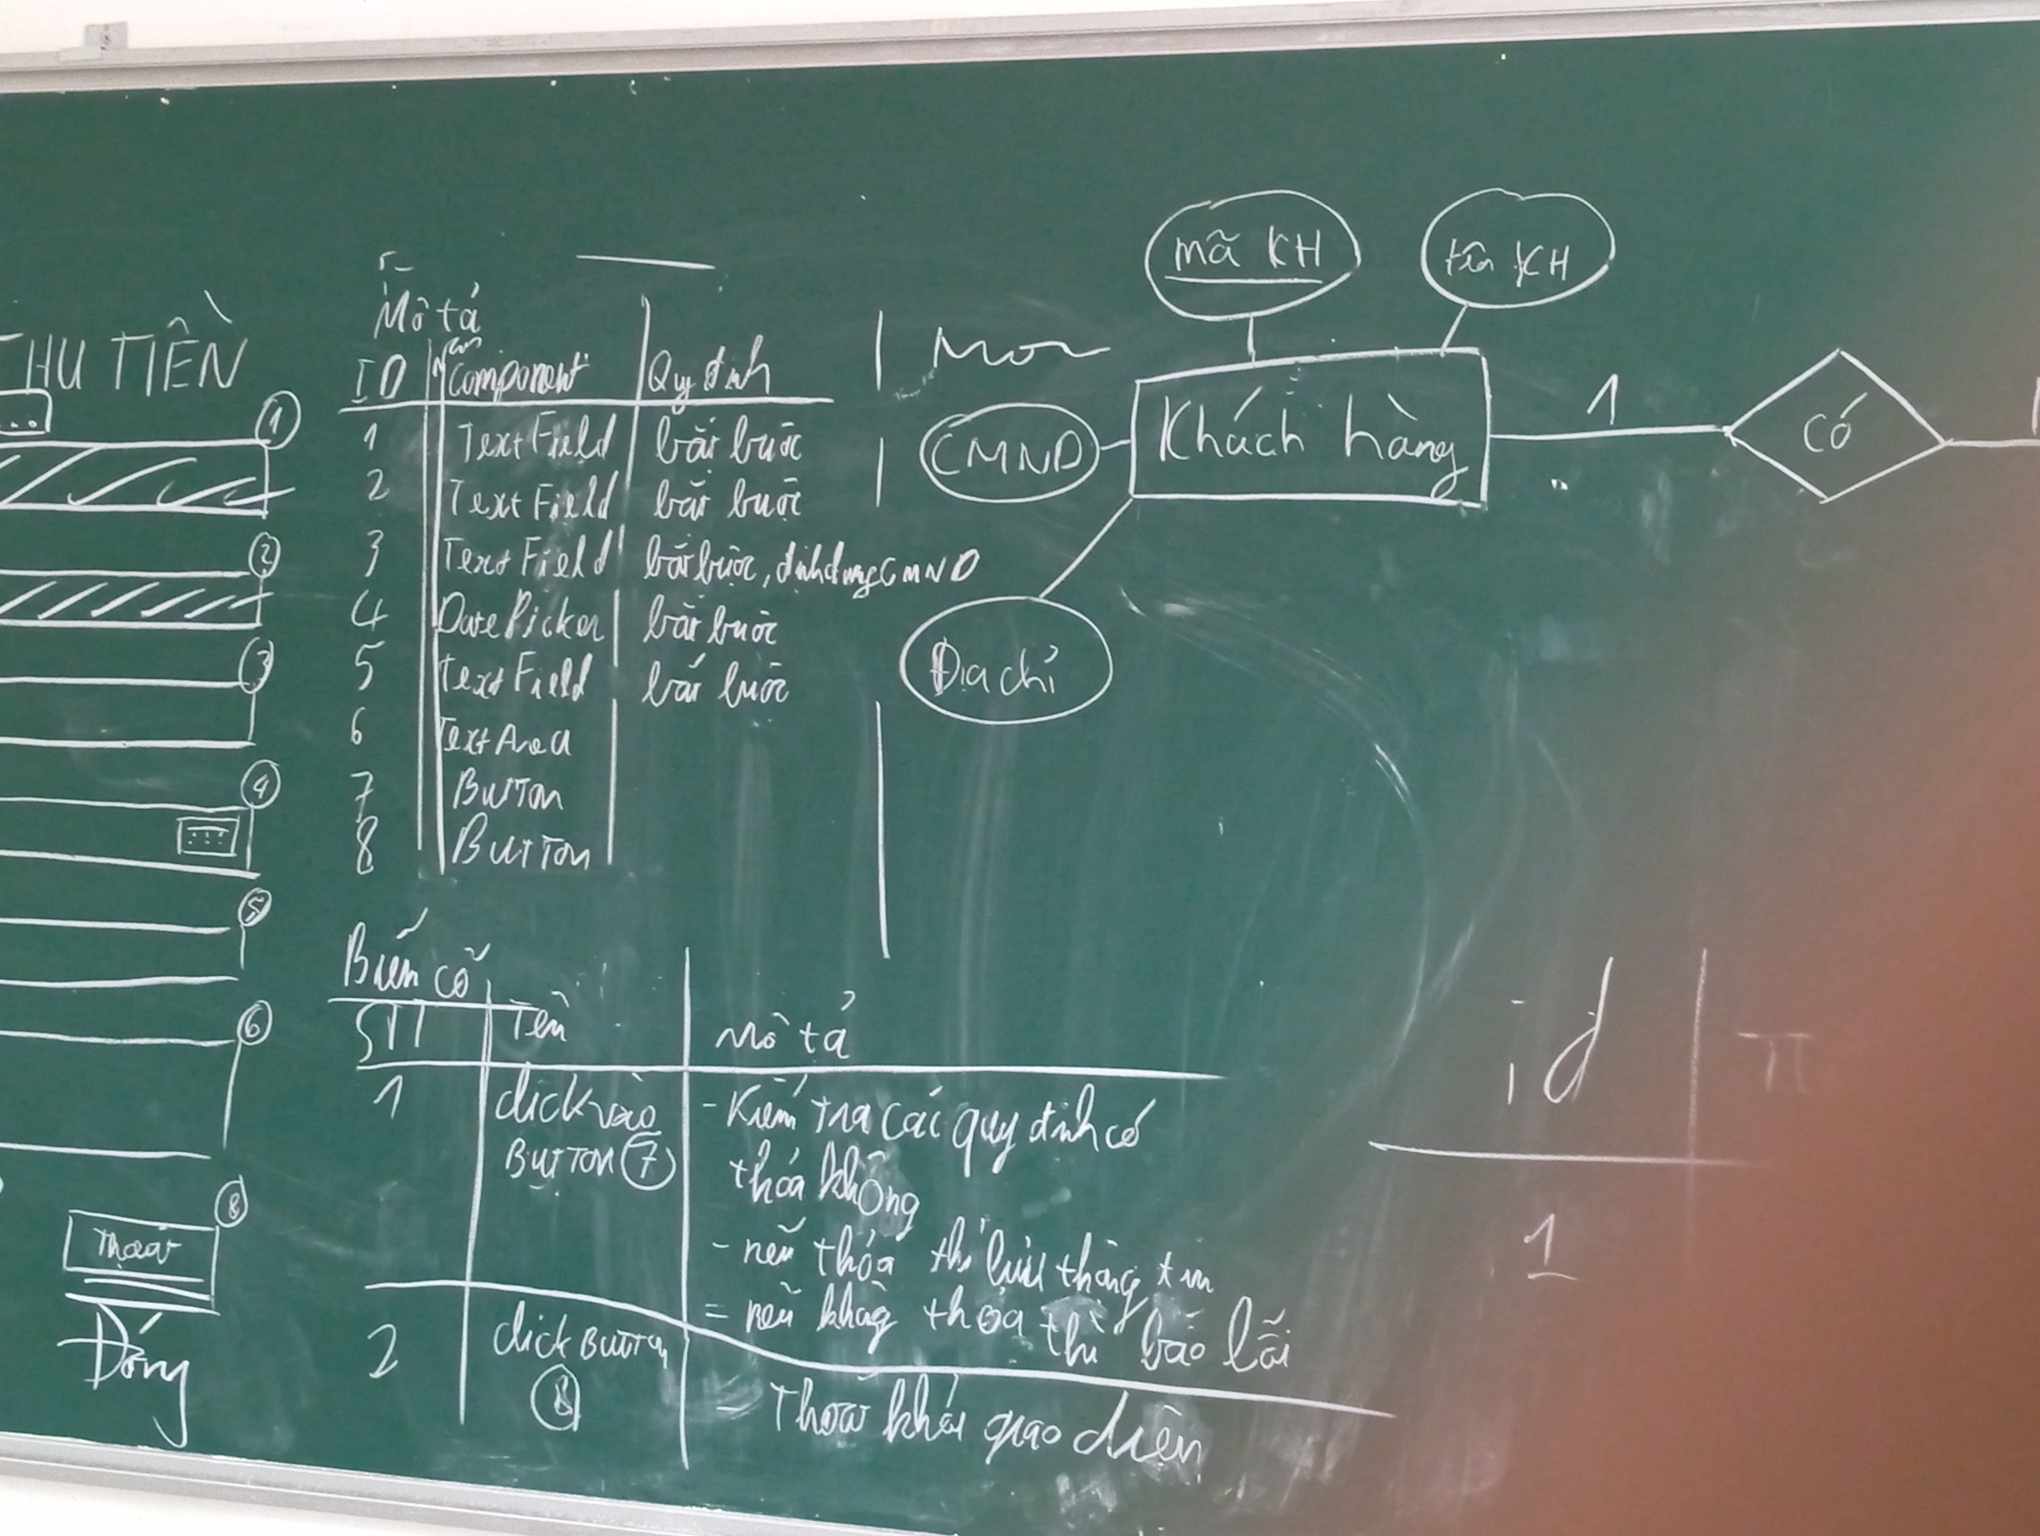 THU TIỀN
...
1
2
3
4
5
6
8
Thoát
Đóng
Mô tả
ID Component Quy định
1 TextField bắt buộc
2 TextField bắt buộc
3 TextField bắt buộc, định dạng CMND
4 DatePicker bắt buộc
5 TextField bắt buộc
6 TextArea
7 Button
8 Button
Biến cố
STT Tên Mô tả
1 click vào - Kiểm tra các quy định có
Button 7 thỏa không
- nếu thỏa thì lưu thông tin
- nếu không thỏa thì báo lỗi
2 click Button
8 - Thoát khỏi giao diện
mã KH
tên KH
CMND
Khách hàng
1
có
Địa chỉ
id
1